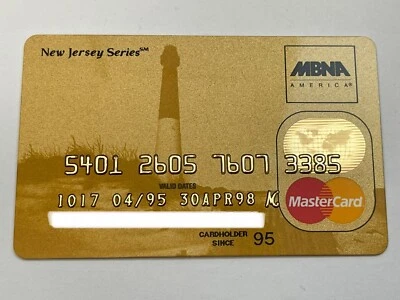 New Jersey Series℠
MBNA
AMERICA®
5401 2605 7607 3385
VALID DATES
1017 04/95 30APR98
MasterCard
CARDHOLDER
SINCE 95